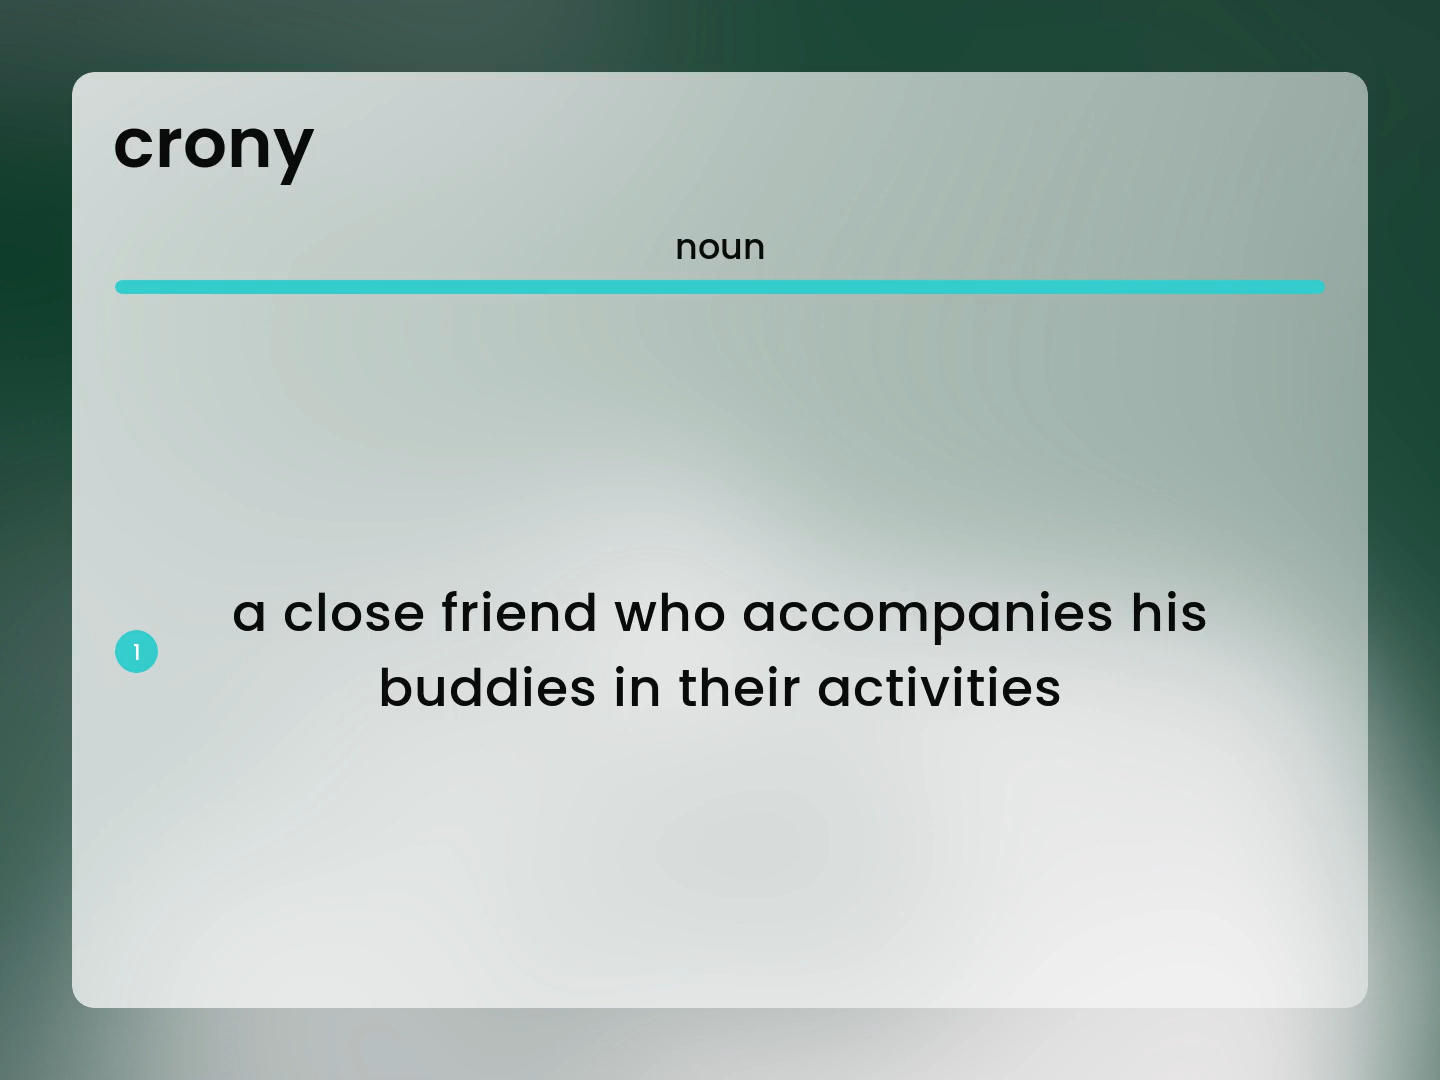 crony
noun
1
a close friend who accompanies his
buddies in their activities